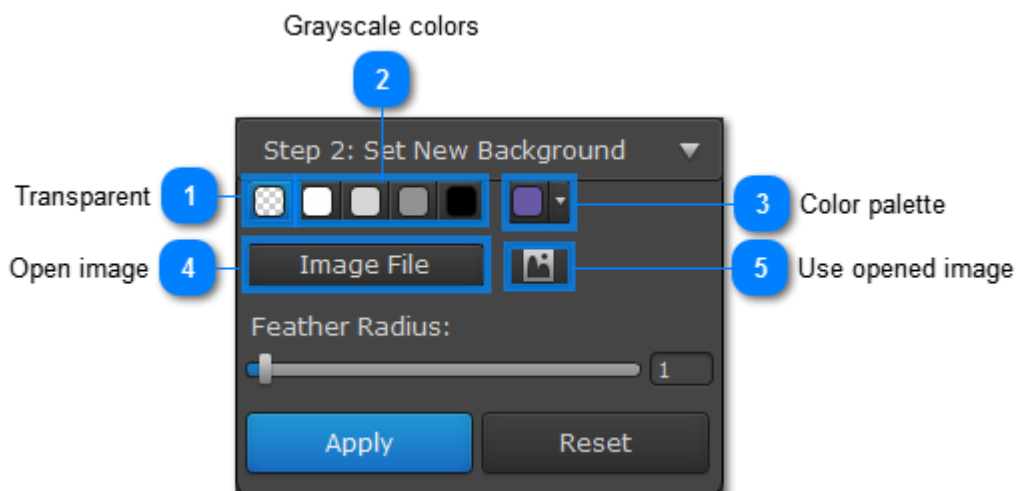 Grayscale colors
2
Step 2: Set New Background
Transparent 1
3 Color palette
Open image 4
Image File
5 Use opened image
Feather Radius:
1
Apply
Reset